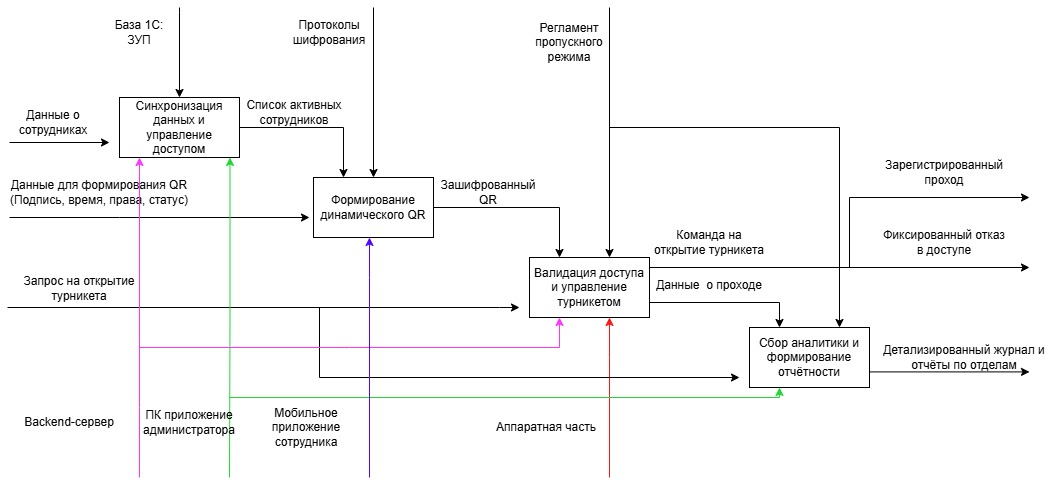 База 1С:
ЗУП
Протоколы
шифрования
Регламент
пропускного
режима
Данные о
сотрудниках
Синхронизация
данных и
управление
доступом
Список активных
сотрудников
Данные для формирования QR
(Подпись, время, права, статус)
Формирование
динамического QR
Зашифрованный
QR
Зарегистрированный
проход
Команда на
открытие турникета
Фиксированный отказ
в доступе
Запрос на открытие
турникета
Валидация доступа
и управление
турникетом
Данные о проходе
Сбор аналитики и
формирование
отчётности
Детализированный журнал и
отчёты по отделам
Backend-сервер
ПК приложение
администратора
Мобильное
приложение
сотрудника
Аппаратная часть